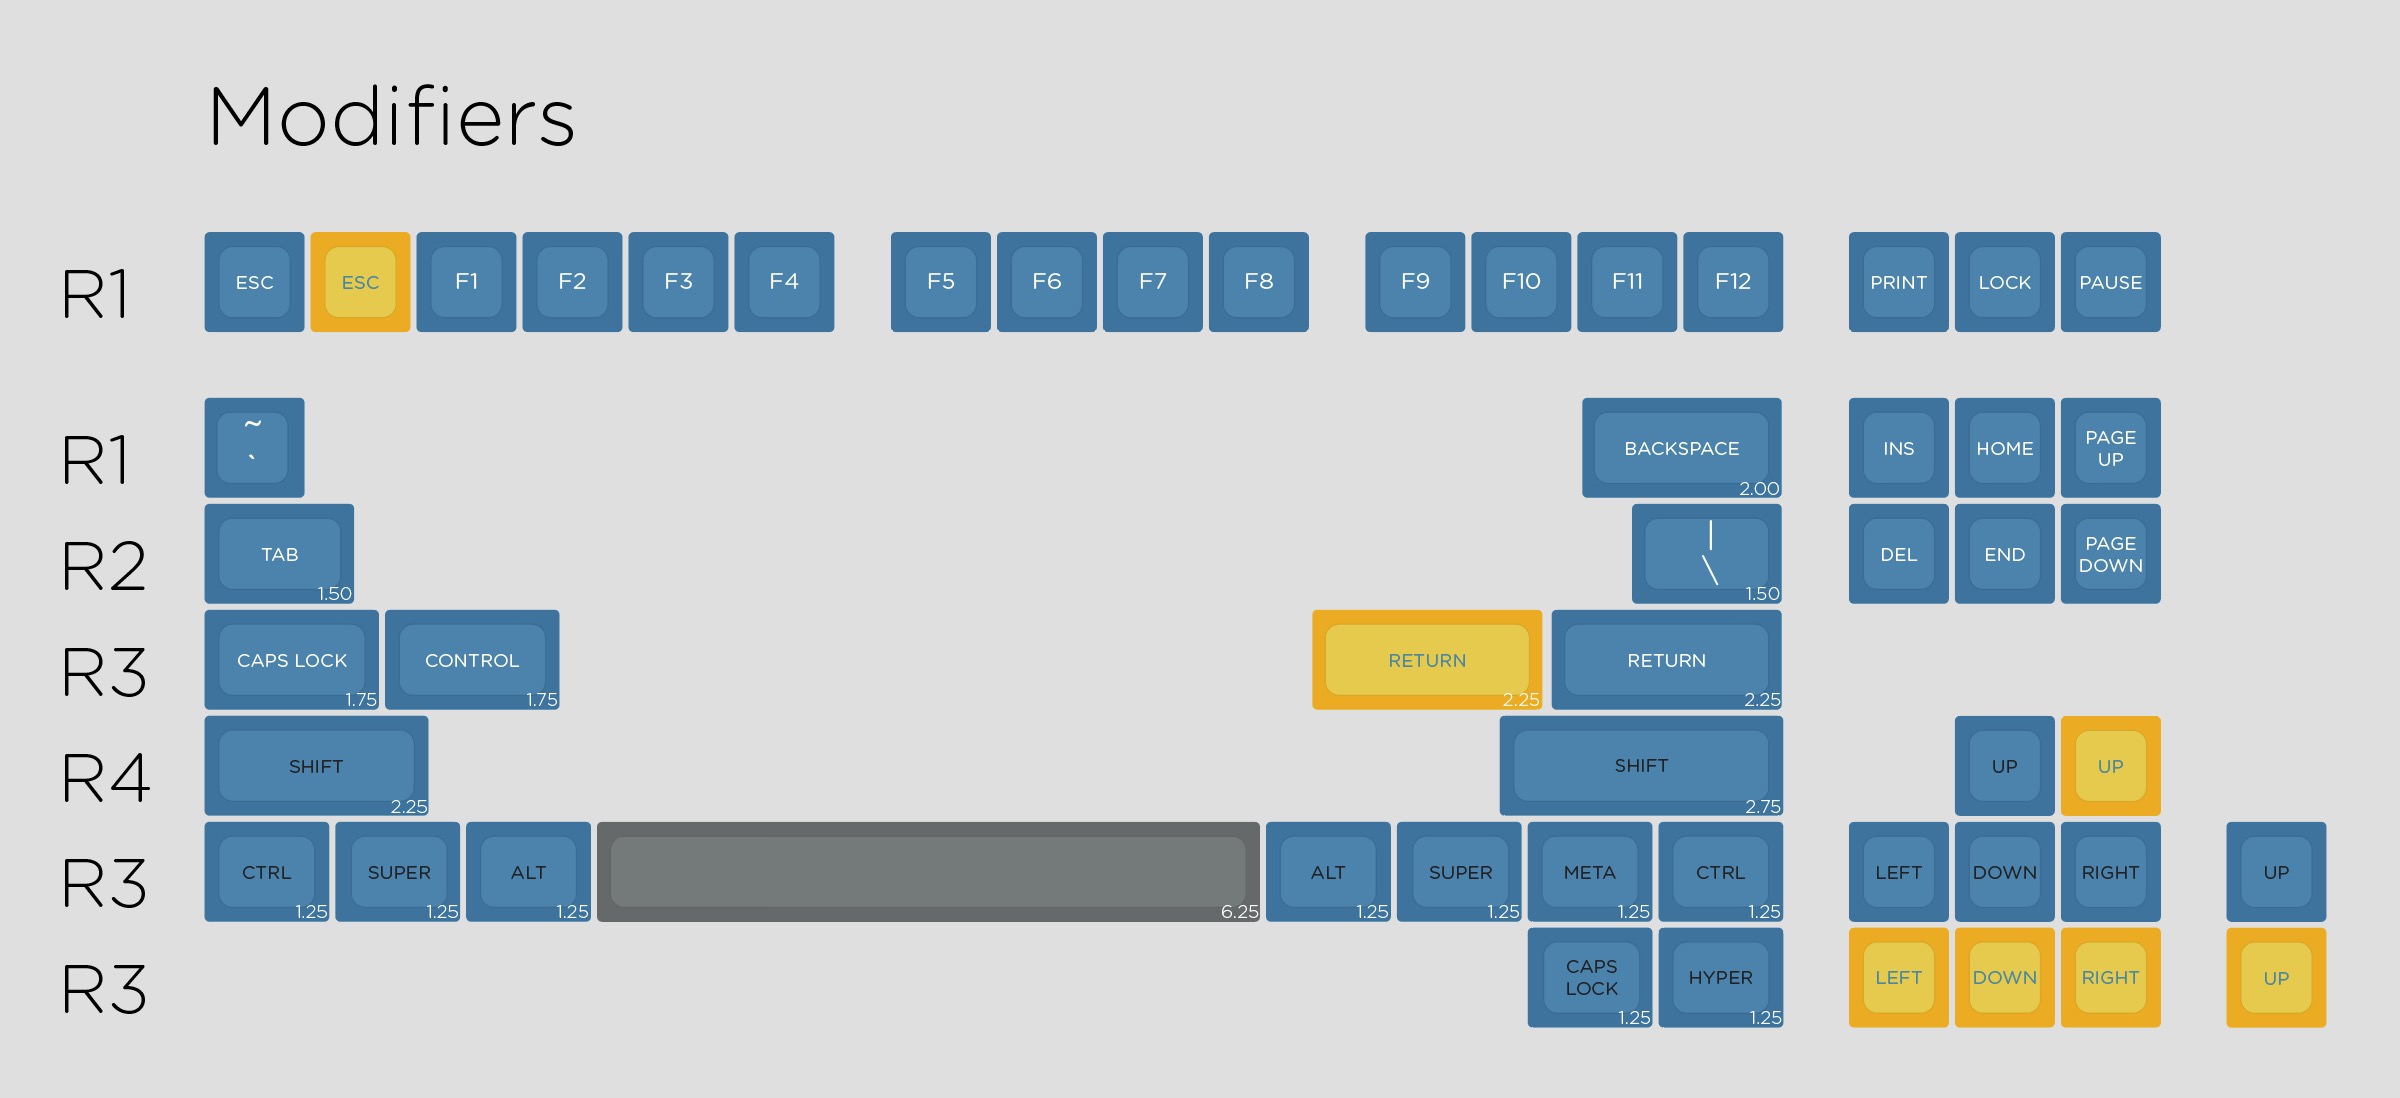 Modifiers
R1 ESC ESC F1 F2 F3 F4 F5 F6 F7 F8 F9 F10 F11 F12 PRINT LOCK PAUSE
R1 ~ BACKSPACE INS HOME PAGE
` UP
2.00
R2 TAB | DEL END PAGE
\ DOWN
1.50 1.50
R3 CAPS LOCK CONTROL RETURN RETURN
1.75 1.75 2.25 2.25
R4 SHIFT SHIFT UP UP
2.25 2.75
R3 CTRL SUPER ALT ALT SUPER META CTRL LEFT DOWN RIGHT UP
1.25 1.25 1.25 6.25 1.25 1.25 1.25 1.25
R3 CAPS HYPER LEFT DOWN RIGHT UP
LOCK
1.25 1.25